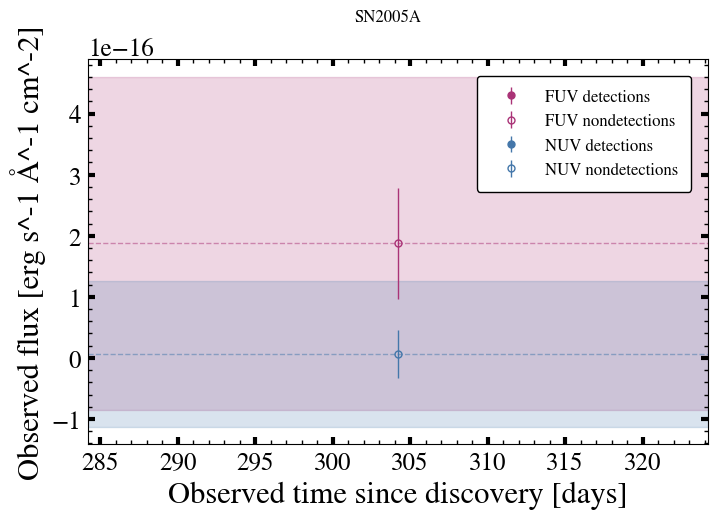 SN2005A
1e−16
Observed flux [erg s^-1 Å^-1 cm^-2]
4
3
2
1
0
−1
FUV detections
FUV nondetections
NUV detections
NUV nondetections
285 290 295 300 305 310 315 320
Observed time since discovery [days]